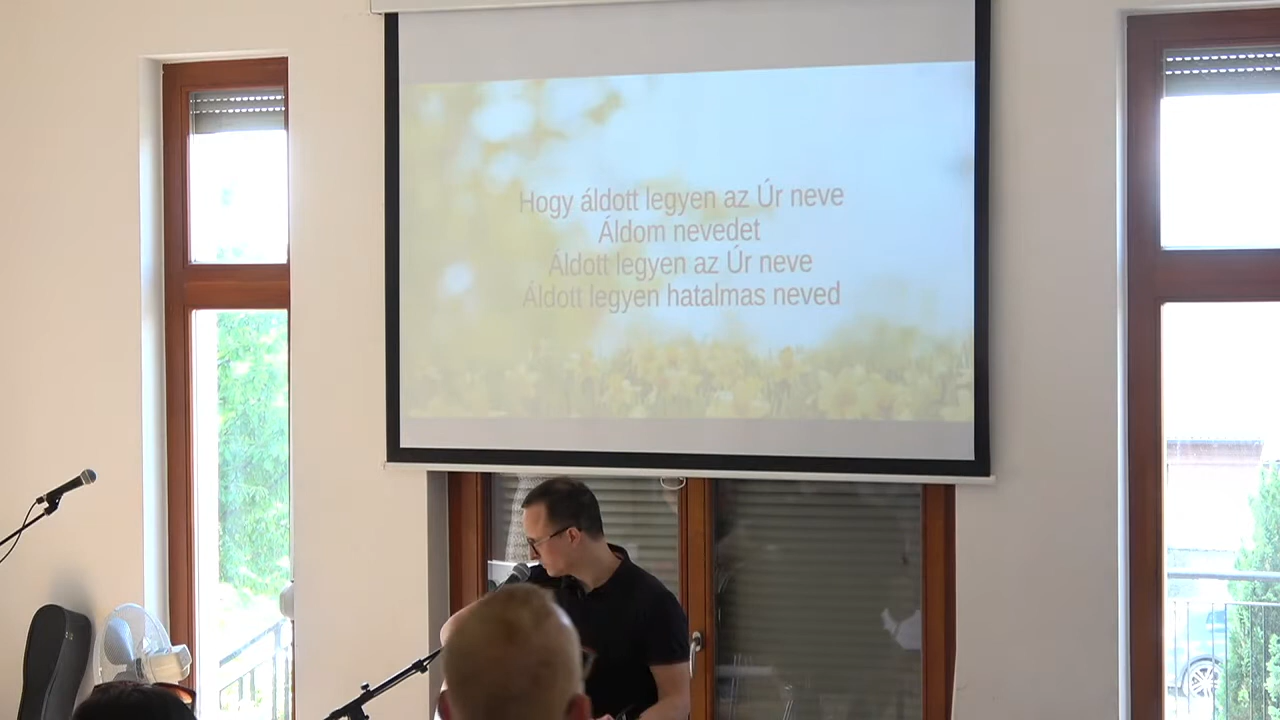 Hogy áldott legyen az Úr neve
Áldom nevedet
Áldott legyen az Úr neve
Áldott legyen hatalmas neved